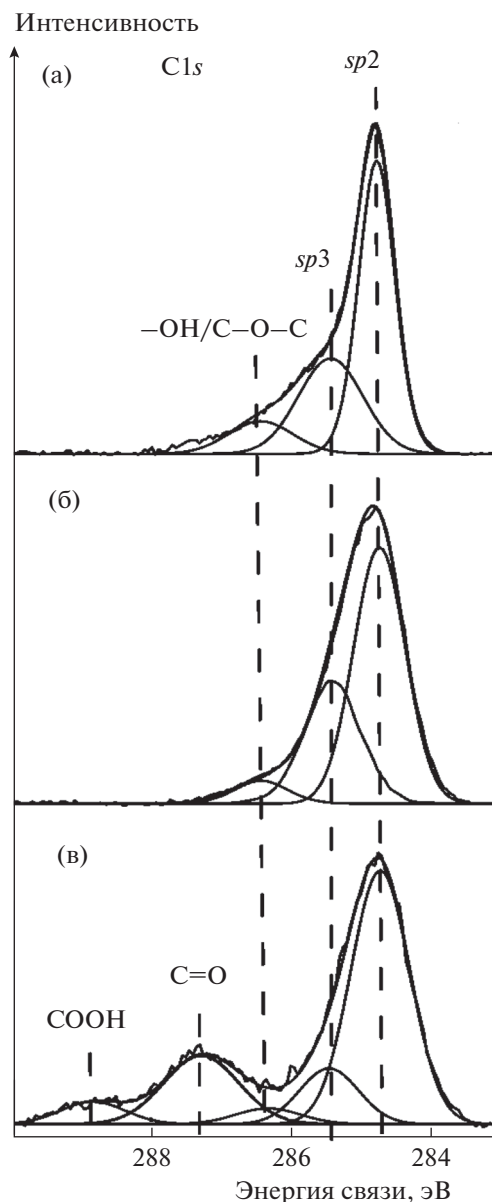 Интенсивность
(а)
C1s
sp2
sp3
–OH/C–O–C
(б)
(в)
C=O
COOH
288
286
284
Энергия связи, эВ